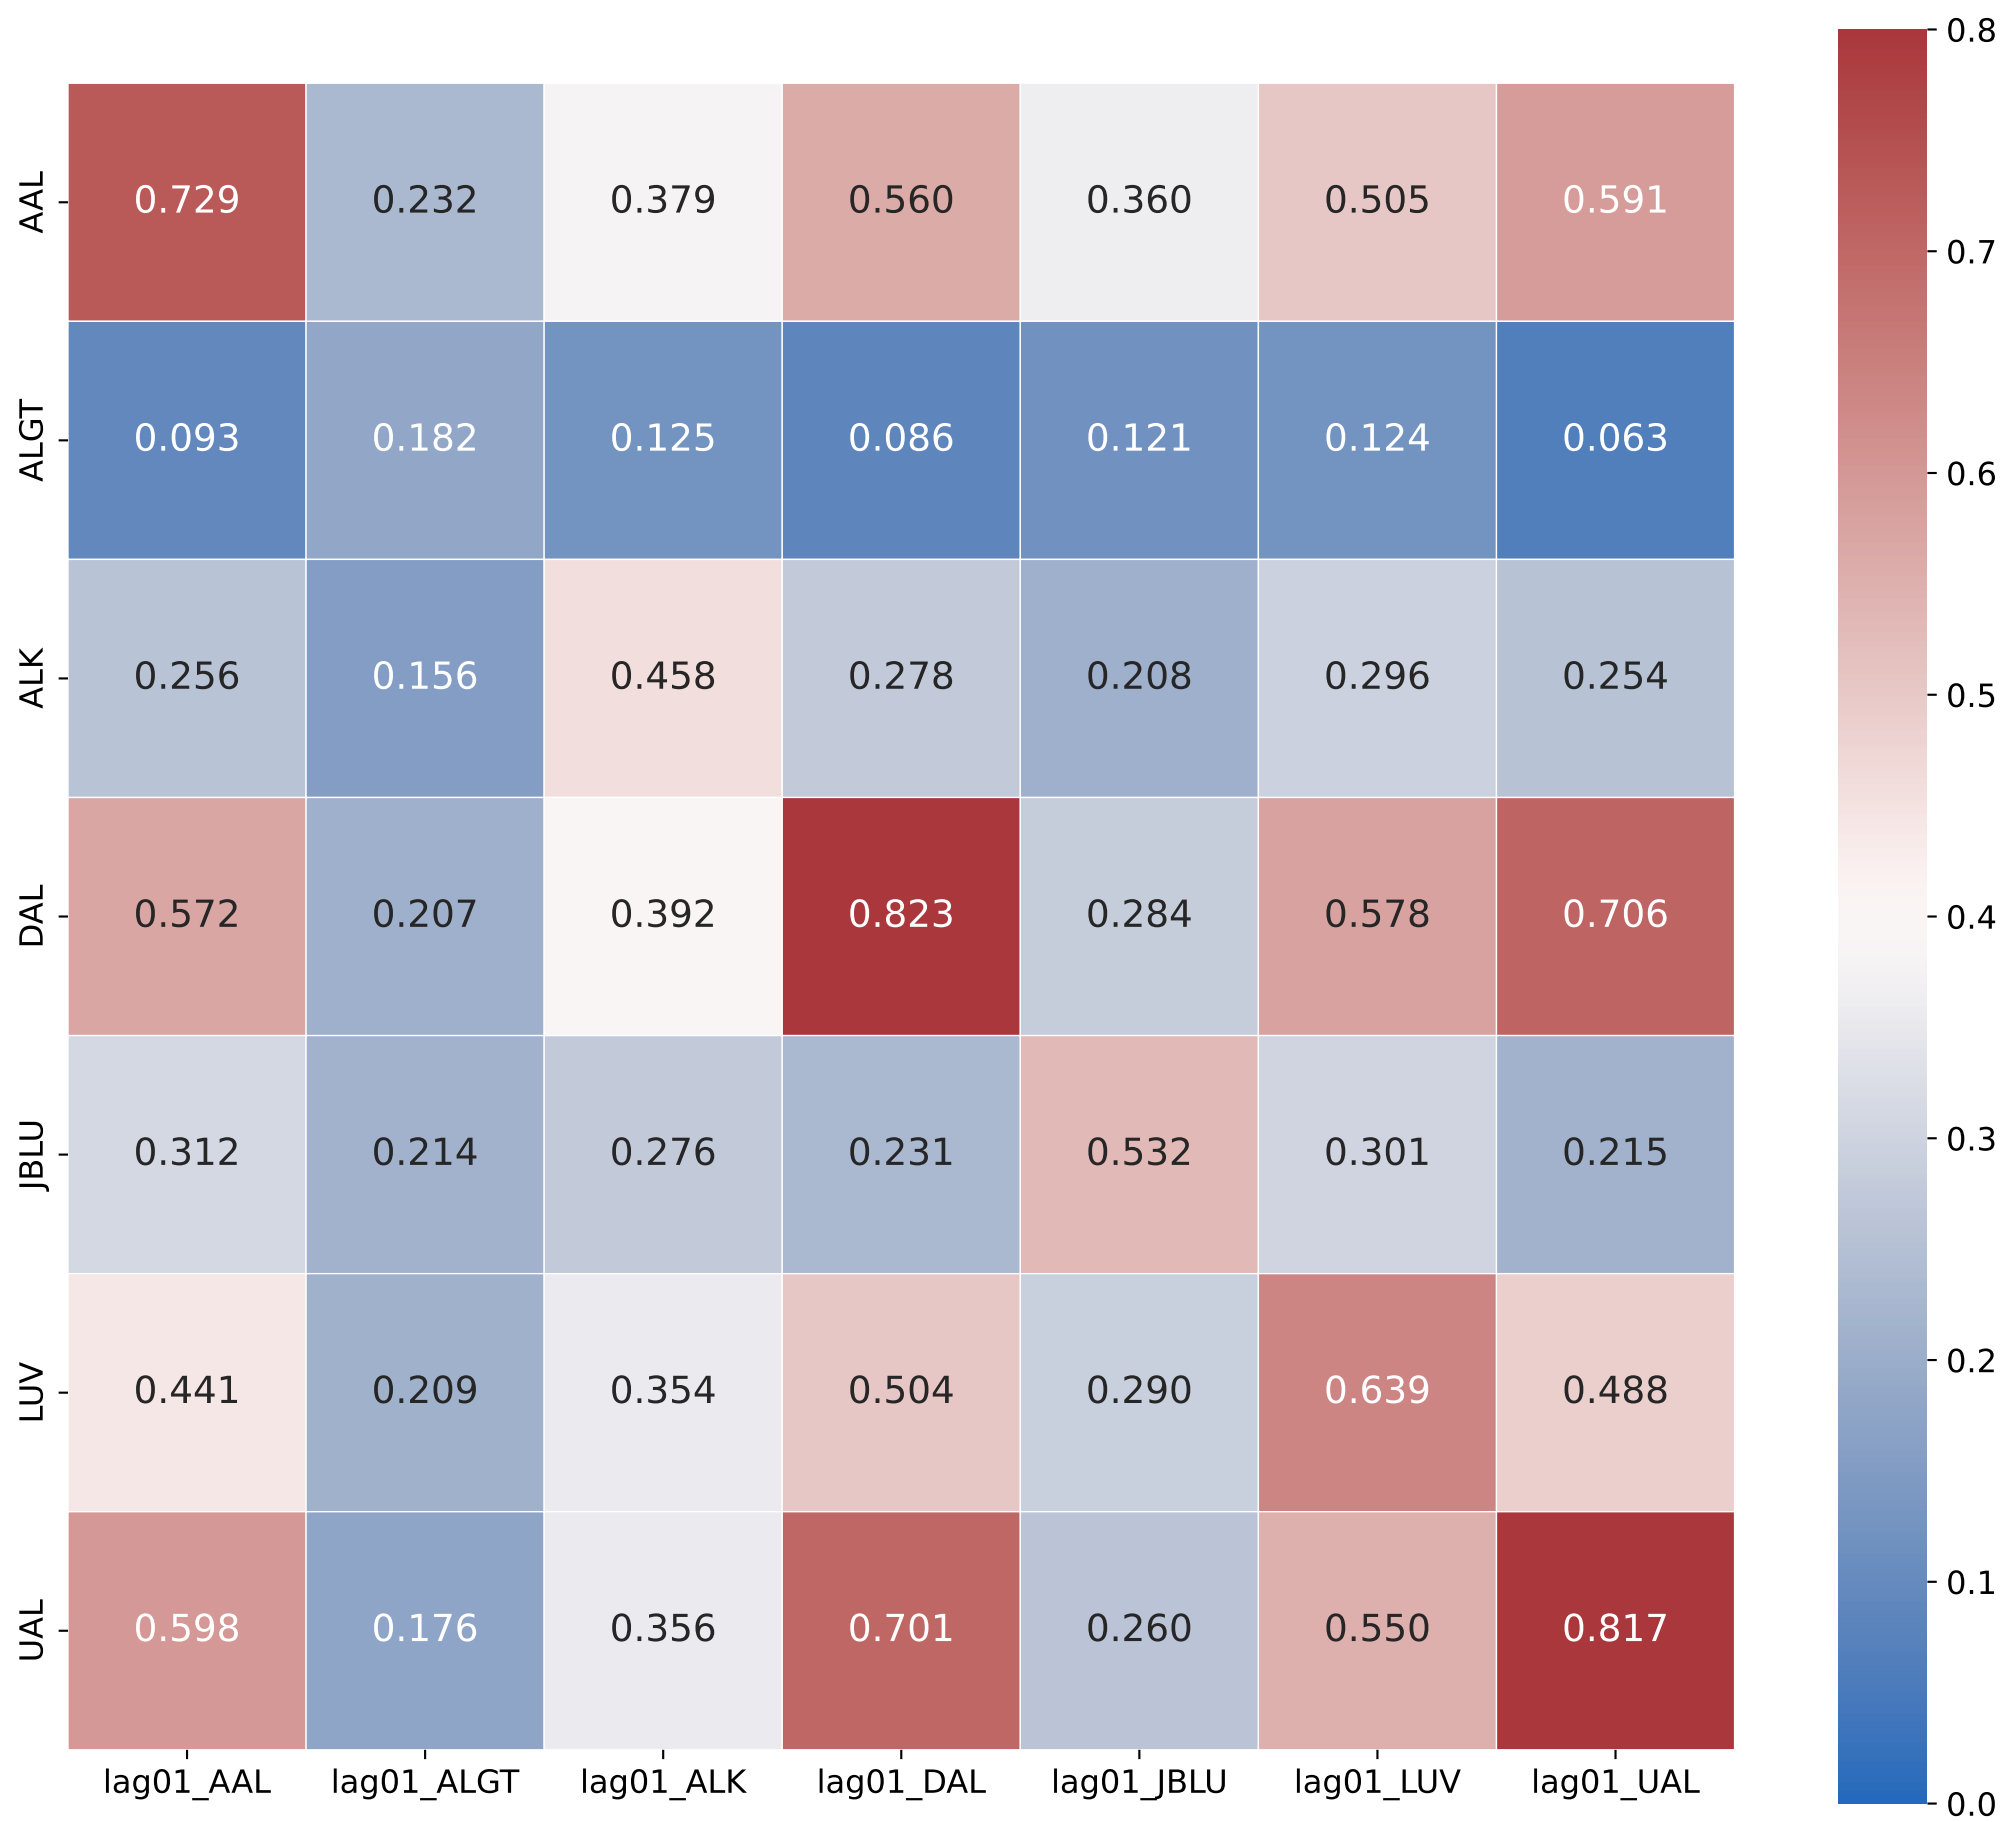 0.8
AAL 0.729 0.232 0.379 0.560 0.360 0.505 0.591
0.7
ALGT 0.093 0.182 0.125 0.086 0.121 0.124 0.063
0.6
ALK 0.256 0.156 0.458 0.278 0.208 0.296 0.254
0.5
DAL 0.572 0.207 0.392 0.823 0.284 0.578 0.706
0.4
JBLU 0.312 0.214 0.276 0.231 0.532 0.301 0.215
0.3
LUV 0.441 0.209 0.354 0.504 0.290 0.639 0.488
0.2
UAL 0.598 0.176 0.356 0.701 0.260 0.550 0.817
0.1
lag01_AAL lag01_ALGT lag01_ALK lag01_DAL lag01_JBLU lag01_LUV lag01_UAL
0.0